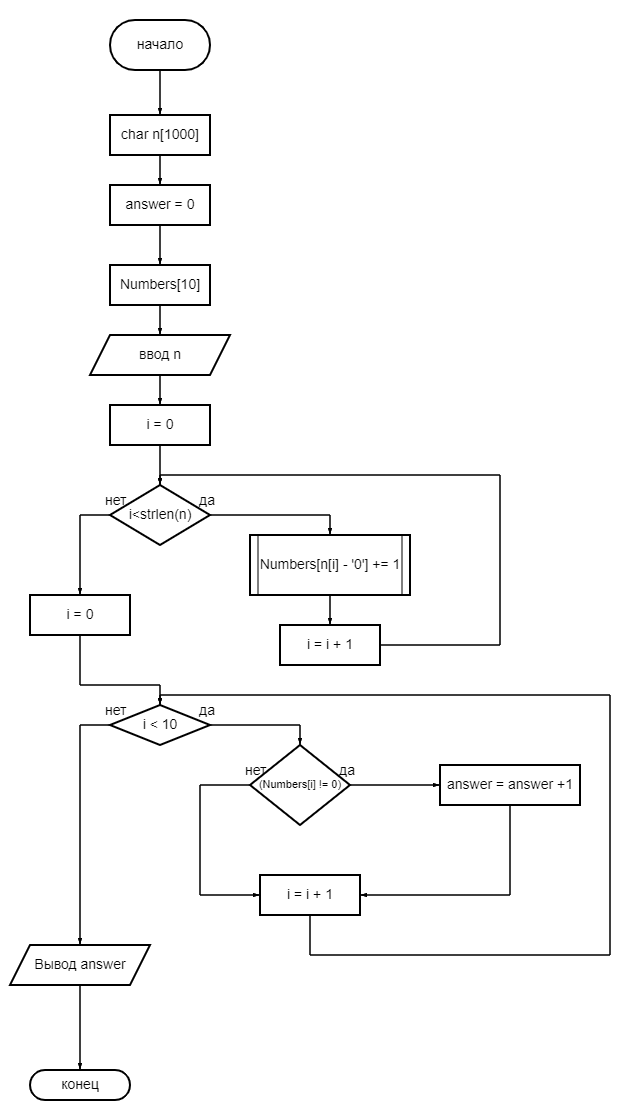 начало
char n[1000]
answer = 0
Numbers[10]
ввод n
i = 0
нет
да
i<strlen(n)
Numbers[n[i] - '0'] += 1
i = 0
i = i + 1
нет
да
i < 10
нет
да
(Numbers[i] != 0)
answer = answer +1
i = i + 1
Вывод answer
конец